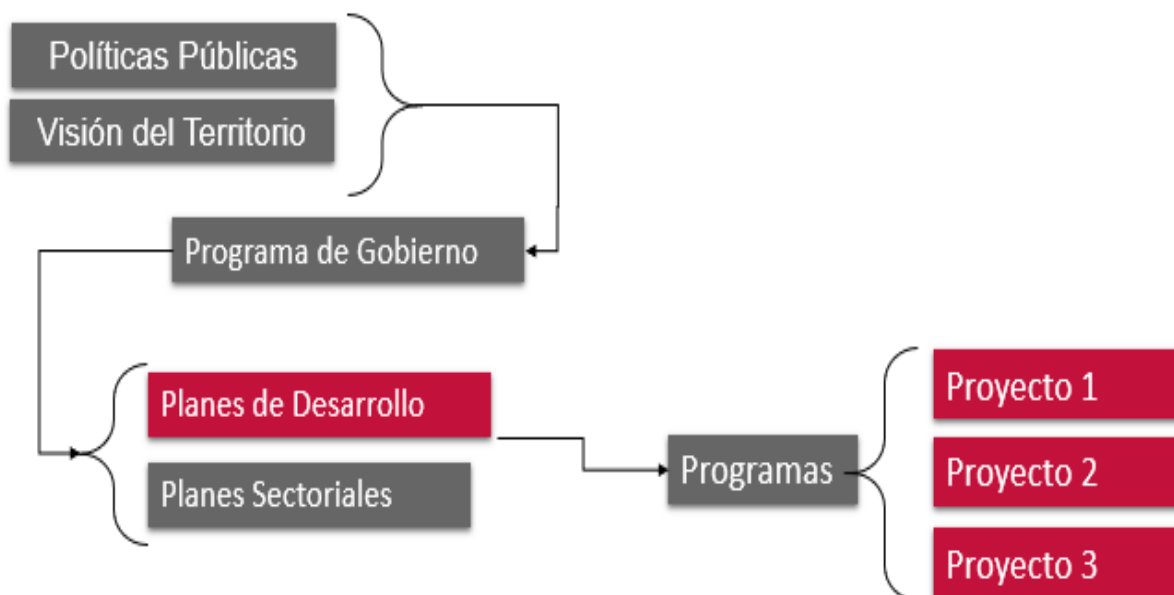 Políticas Públicas
Visión del Territorio
Programa de Gobierno
Planes de Desarrollo
Planes Sectoriales
Programas
Proyecto 1
Proyecto 2
Proyecto 3